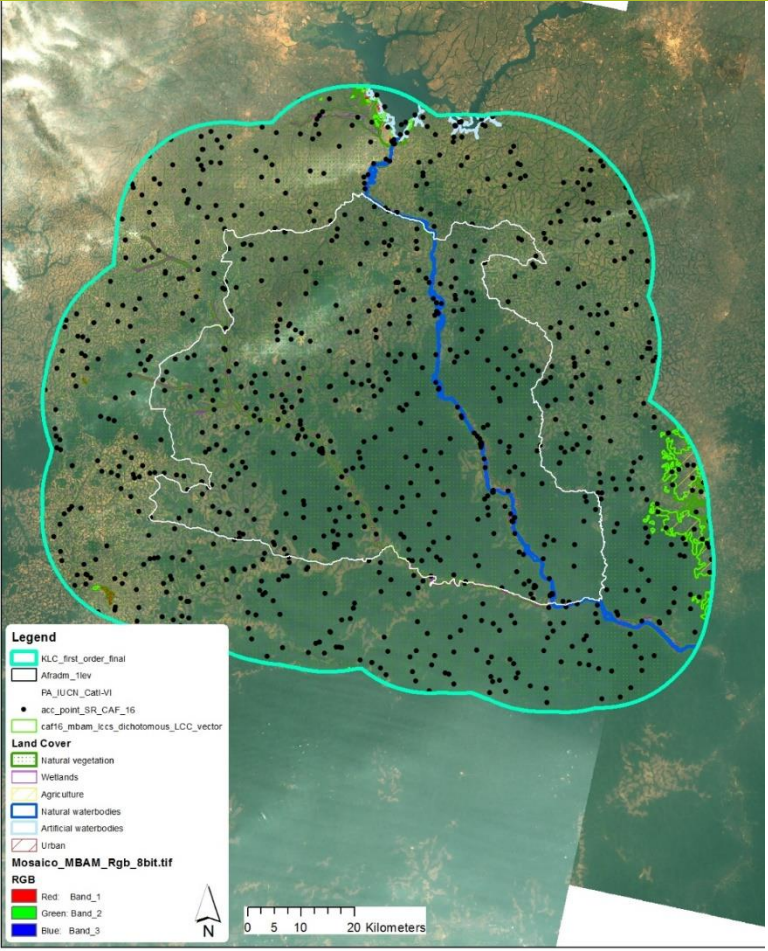 Legend
KLC_first_order_final
Afradm_1lev
PA_IUCN_CatI-VI
acc_point_SR_CAF_16
caf16_mbam_lccs_dichotomous_LCC_vector
Land Cover
Natural vegetation
Wetlands
Agriculture
Natural waterbodies
Artificial waterbodies
Urban
Mosaico_MBAM_Rgb_8bit.tif
RGB
Red: Band_1
Green: Band_2
Blue: Band_3
N
0 5 10 20 Kilometers